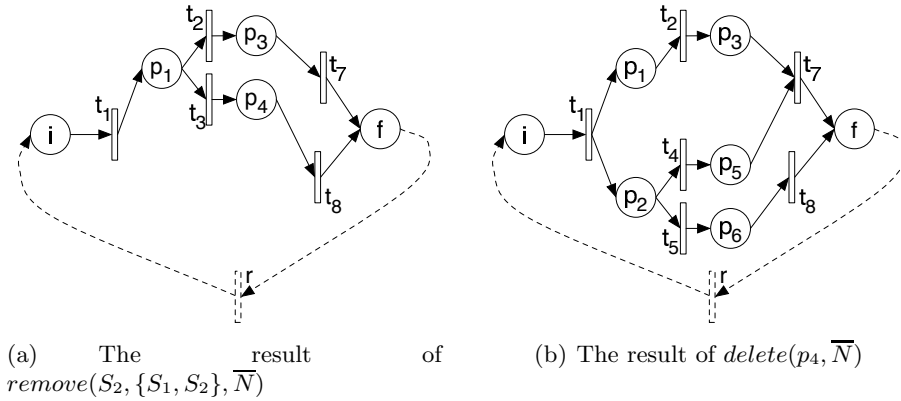 t2
p3
t7
p1
t3
p4
t1
i
f
t8
r
t2
p3
t7
p1
t1
i
f
t4
p5
p2
t8
t5
p6
r
(a) The result of
remove(S2, {S1, S2}, N̅)
(b) The result of delete(p4, N̅)